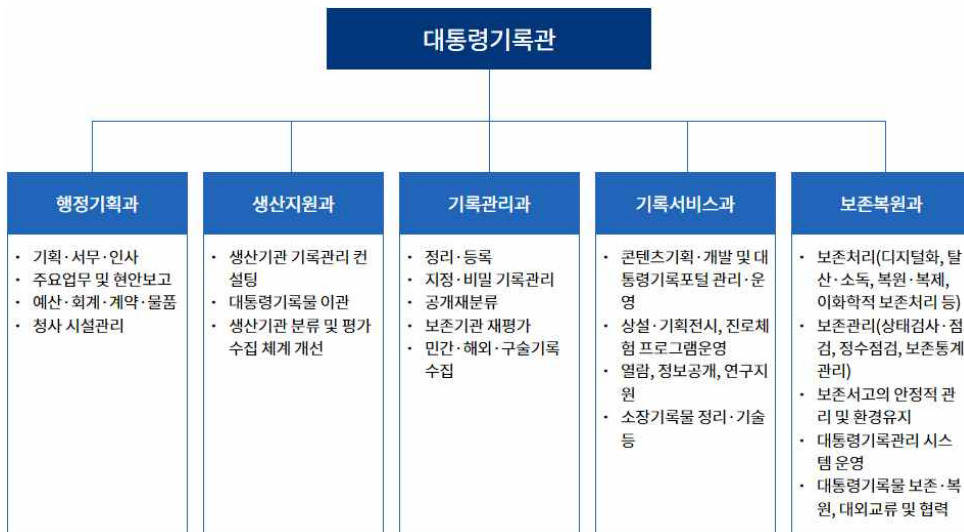 대통령기록관
행정기획과
• 기획·서무·인사
• 주요업무 및 현안보고
• 예산·회계·계약·물품
• 청사 시설관리
생산지원과
• 생산기관 기록관리 컨
설팅
• 대통령기록물 이관
• 생산기관 분류 및 평가
수집 체계 개선
기록관리과
• 정리·등록
• 지정·비밀 기록관리
• 공개재분류
• 보존기관 재평가
• 민간·해외·구술기록
수집
기록서비스과
• 콘텐츠기획·개발 및 대
통령기록포털 관리·운
영
• 상설·기획전시, 진로체
험 프로그램운영
• 열람, 정보공개, 연구지
원
• 소장기록물 정리·기술
등
보존복원과
• 보존처리(디지털화, 탈
산·소독, 복원·복제,
이화학적 보존처리 등)
• 보존관리(상태검사·점
검, 정수점검, 보존통계
관리)
• 보존서고의 안정적 관
리 및 환경유지
• 대통령기록관리 시스
템 운영
• 대통령기록물 보존·복
원, 대외교류 및 협력